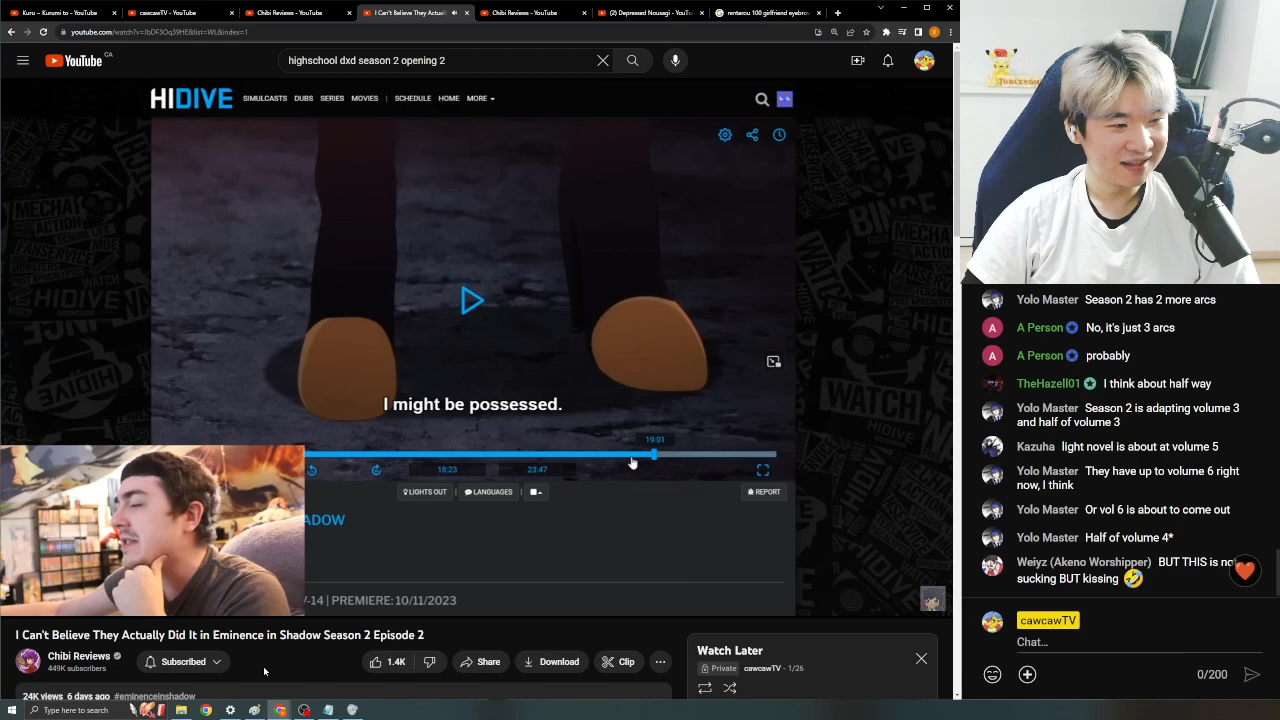 Kuru ~ Kurumi to - YouTube
cawcawTV - YouTube
Chibi Reviews - YouTube
I Can't Believe They Actual
Chibi Reviews - YouTube
(2) Depressed Nousagi - YouTu
renterou 100 girlfriend eyebrow
youtube.com/watch?v=JbDF3Oq39HE&list=WL&index=1
YouTube CA
highschool dxd season 2 opening 2
HIDIVE
SIMULCASTS DUBS SERIES MOVIES | SCHEDULE HOME MORE
I might be possessed.
19:01
18:23
23:47
LIGHTS OUT | LANGUAGES |
REPORT
ADOW
V-14 | PREMIERE: 10/11/2023
I Can't Believe They Actually Did It in Eminence in Shadow Season 2 Episode 2
Chibi Reviews
449K subscribers
Subscribed
1.4K
Share
Download
Clip
24K views 6 days ago #eminenceinshadow
Watch Later
Private cawcawTV - 1/26
Type here to search
TOBLERONE
Yolo Master Season 2 has 2 more arcs
A Person No, it's just 3 arcs
A Person probably
TheHazell01 I think about half way
Yolo Master Season 2 is adapting volume 3
and half of volume 3
Kazuha light novel is about at volume 5
Yolo Master They have up to volume 6 right
now, I think
Yolo Master Or vol 6 is about to come out
Yolo Master Half of volume 4*
Weiyz (Akeno Worshipper) BUT THIS is no
sucking BUT kissing
cawcawTV
Chat...
0/200